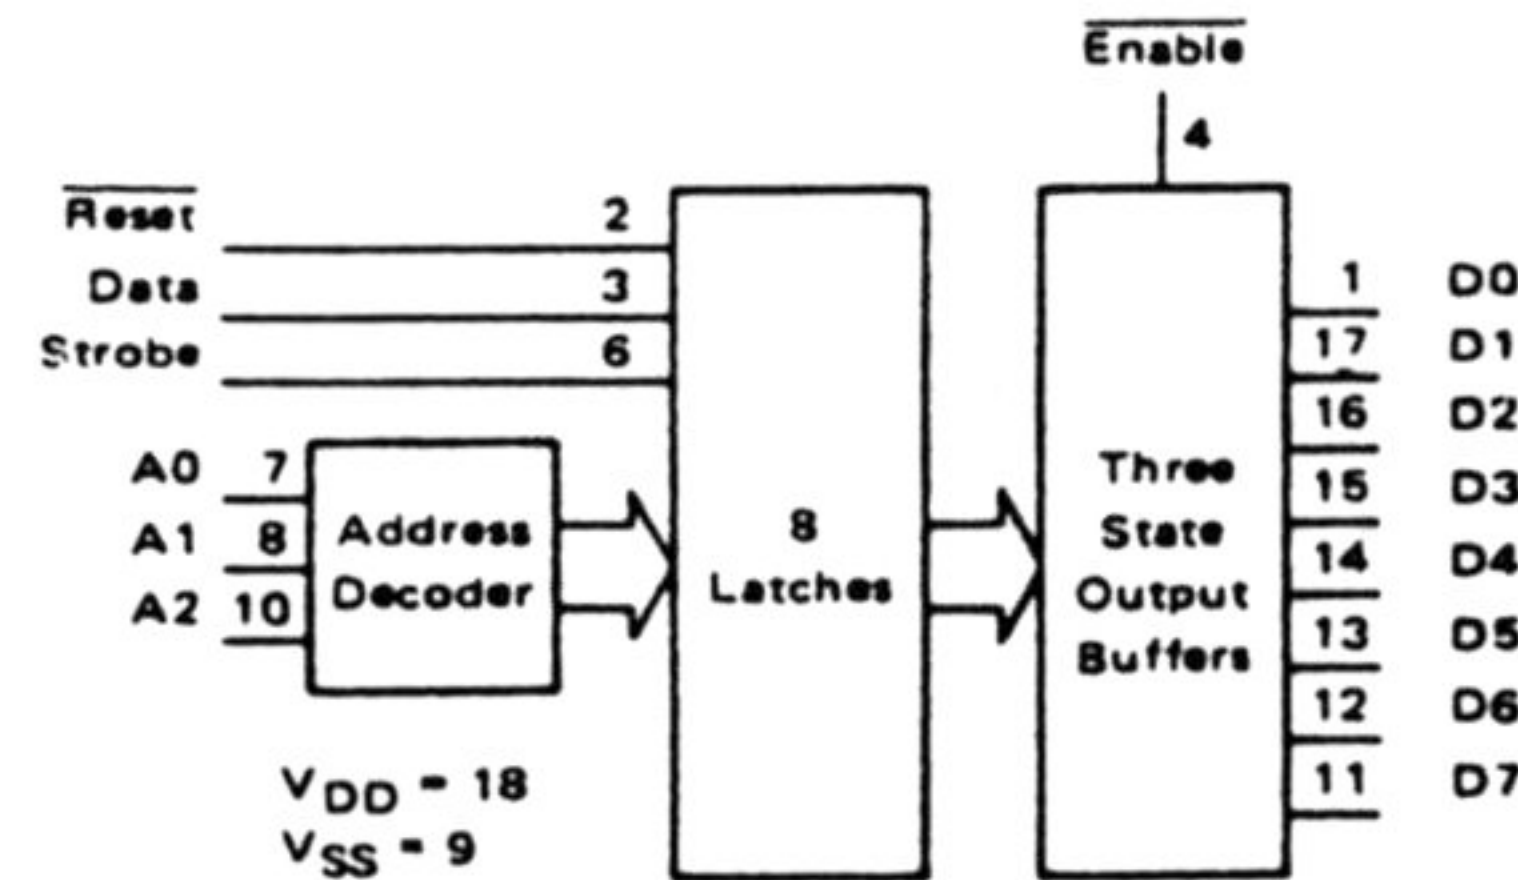 Enable
4
Reset 2
Data 3
Strobe 6
A0 7
A1 8
A2 10
Address
Decoder
8
Latches
Three
State
Output
Buffers
1 D0
17 D1
16 D2
15 D3
14 D4
13 D5
12 D6
11 D7
VDD = 18
VSS = 9